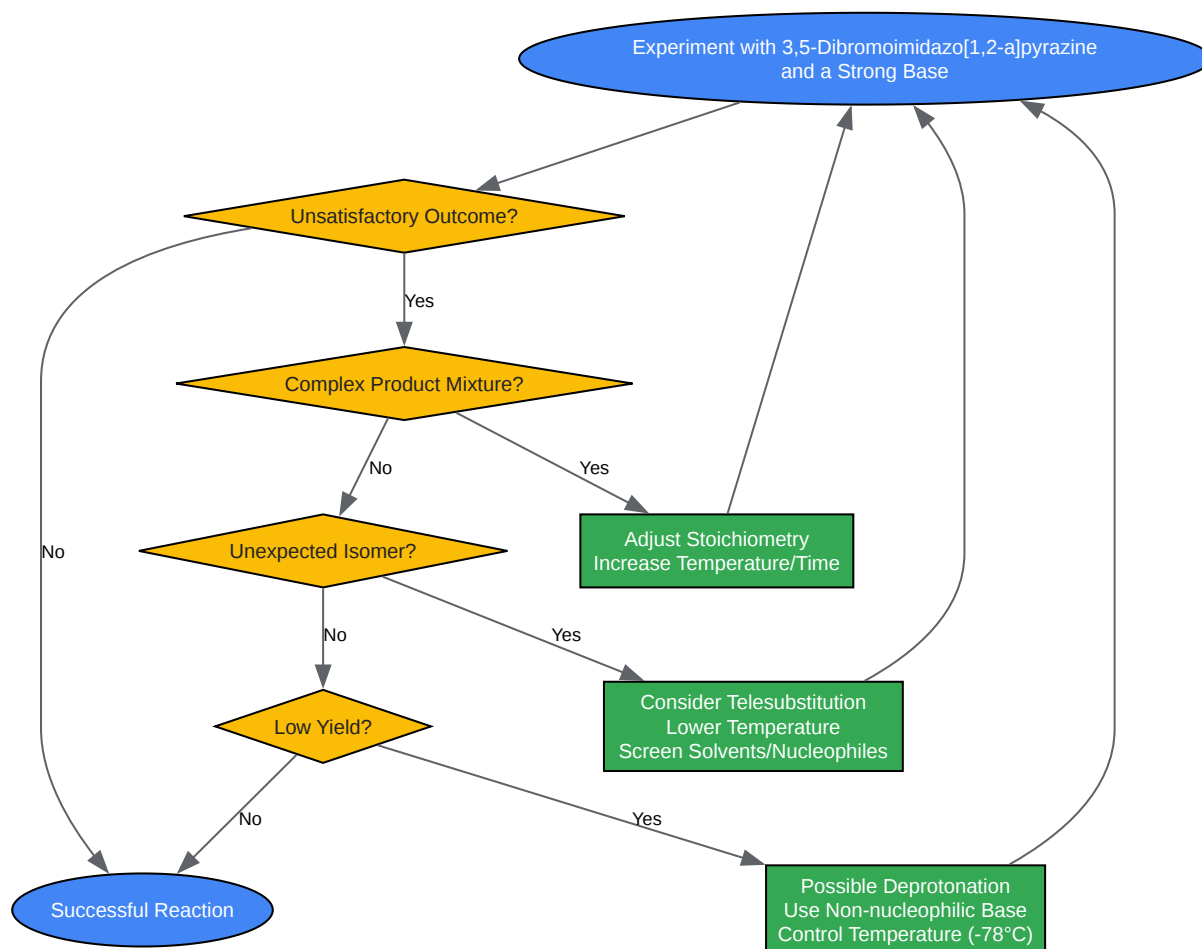 Experiment with 3,5-Dibromoimidazo[1,2-a]pyrazine
and a Strong Base
Unsatisfactory Outcome?
Yes
Complex Product Mixture?
No
Yes
Adjust Stoichiometry
Increase Temperature/Time
No
Unexpected Isomer?
No
Yes
Consider Telesubstitution
Lower Temperature
Screen Solvents/Nucleophiles
Low Yield?
No
Yes
Possible Deprotonation
Use Non-nucleophilic Base
Control Temperature (-78°C)
Successful Reaction